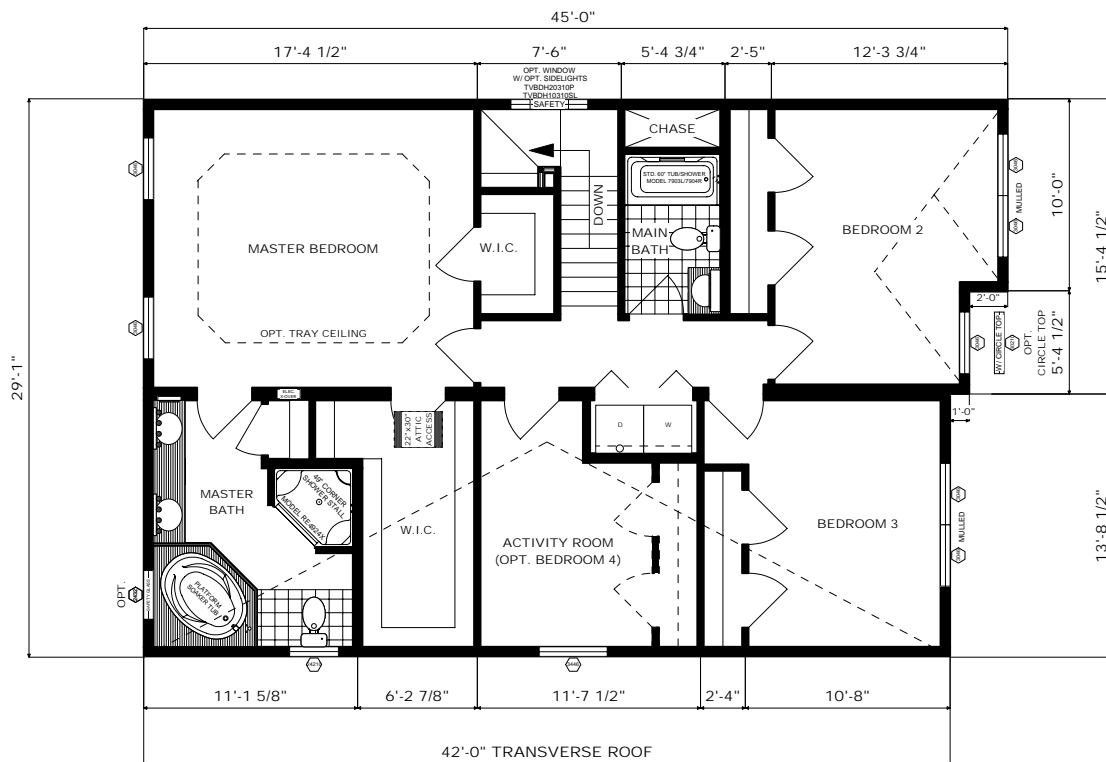 45'-0"
17'-4 1/2"
7'-6"
5'-4 3/4"
2'-5"
12'-3 3/4"
OPT. WINDOW
W/ OPT. SIDELIGHTS
TVBDH20310P
TVBDH10310SL
SAFETY
CHASE
STD. 60" TUB/SHOWER
MODEL 7903L/7904R
DOWN
MAIN
BATH
MASTER BEDROOM
W.I.C.
BEDROOM 2
MULLED
10'-0"
15'-4 1/2"
2'-0"
W/ CIRCLE TOP
OPT.
CIRCLE TOP
5'-4 1/2"
OPT. TRAY CEILING
29'-1"
ELEC.
X-OVER
22"x30"
ATTIC
ACCESS
D
W
1'-0"
MASTER
BATH
40" CORNER
SHOWER STALL
MODEL RE4924X
W.I.C.
ACTIVITY ROOM
(OPT. BEDROOM 4)
BEDROOM 3
MULLED
13'-8 1/2"
OPT.
SAFETY GLASS
PLATFORM
SOAKER TUB
11'-1 5/8"
6'-2 7/8"
11'-7 1/2"
2'-4"
10'-8"
42'-0" TRANSVERSE ROOF